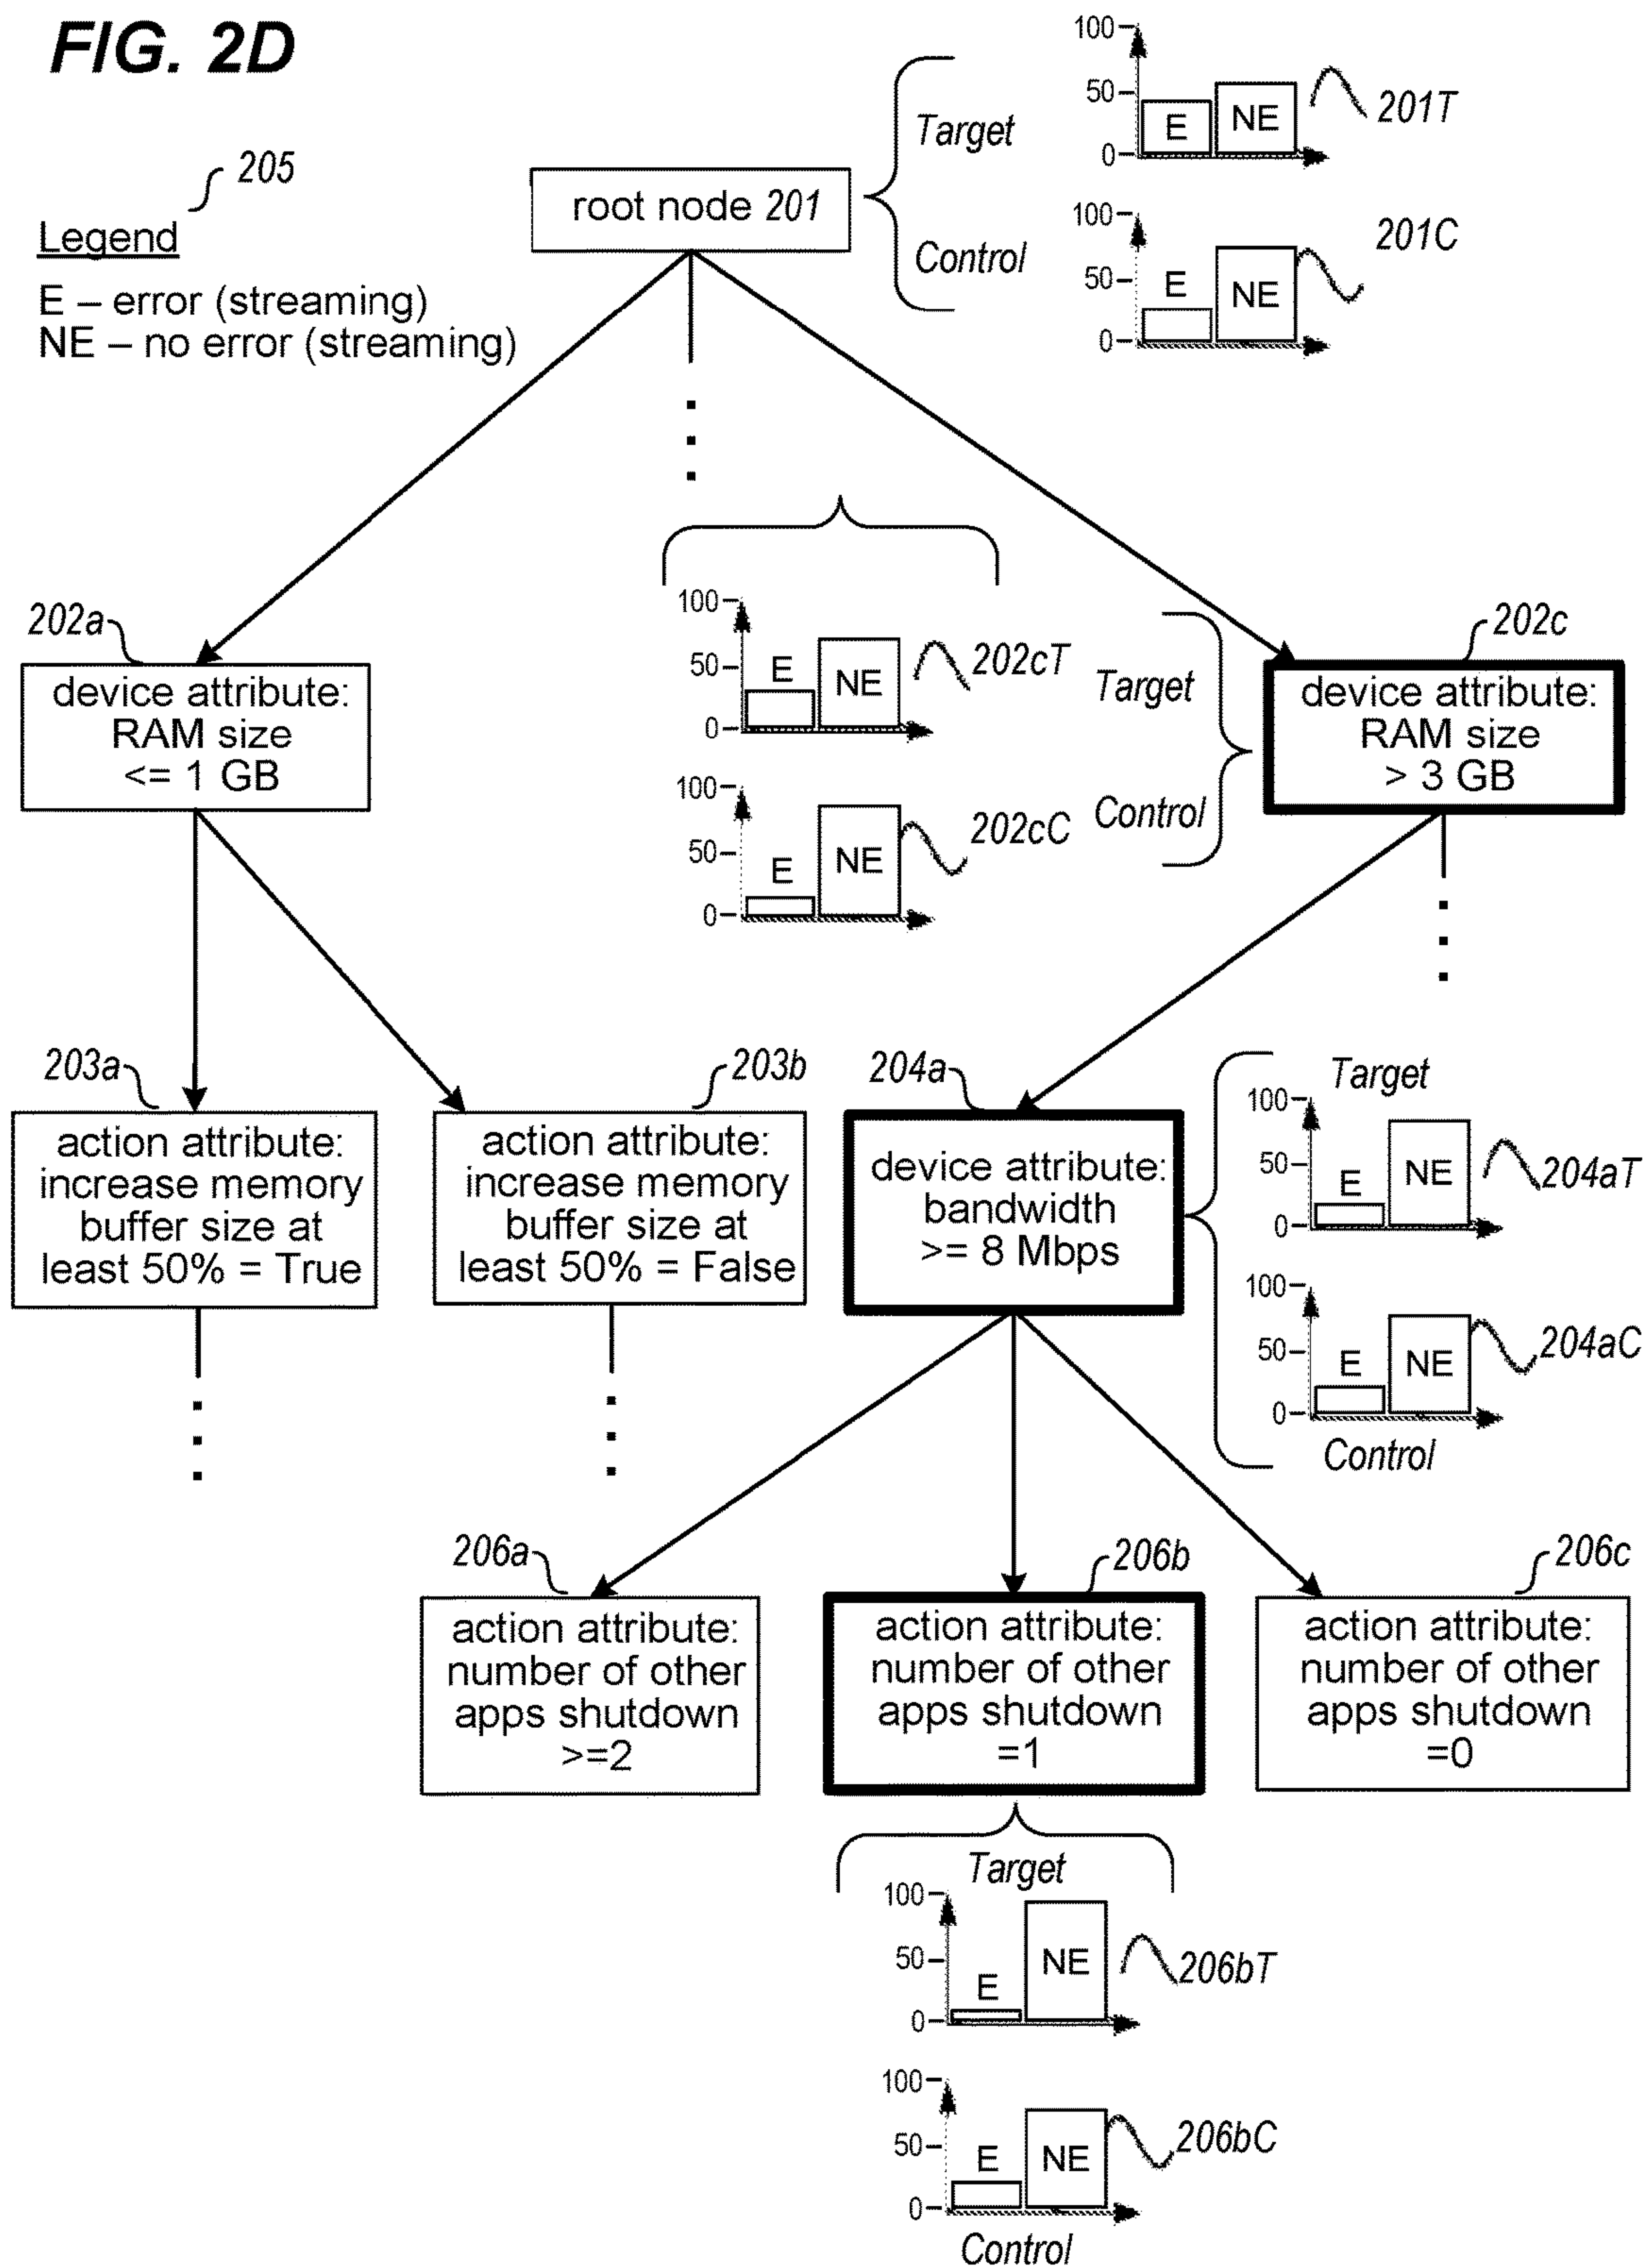 FIG. 2D
205
Legend
E – error (streaming)
NE – no error (streaming)
root node 201
Target
Control
100
50
0
E
NE
201T
100
50
0
E
NE
201C
202a
device attribute:
RAM size
<= 1 GB
100
50
0
E
NE
202cT
100
50
0
E
NE
202cC
Target
Control
202c
device attribute:
RAM size
> 3 GB
203a
action attribute:
increase memory
buffer size at
least 50% = True
203b
action attribute:
increase memory
buffer size at
least 50% = False
204a
device attribute:
bandwidth
>= 8 Mbps
Target
100
50
0
E
NE
204aT
100
50
0
E
NE
204aC
Control
206a
action attribute:
number of other
apps shutdown
>=2
206b
action attribute:
number of other
apps shutdown
=1
206c
action attribute:
number of other
apps shutdown
=0
Target
100
50
0
E
NE
206bT
100
50
0
E
NE
206bC
Control